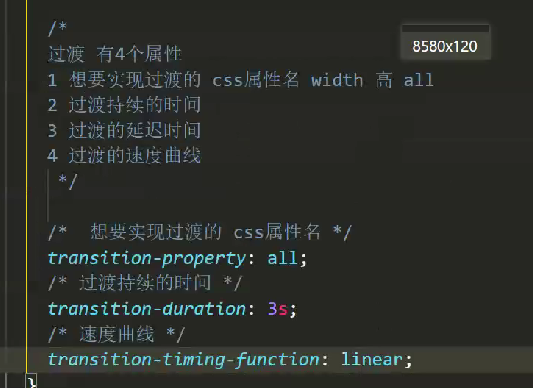 /*
8580x120
过渡 有4个属性
1 想要实现过渡的 css属性名 width 高 all
2 过渡持续的时间
3 过渡的延迟时间
4 过渡的速度曲线
*/
/* 想要实现过渡的 css属性名 */
transition-property: all;
/* 过渡持续的时间 */
transition-duration: 3s;
/* 速度曲线 */
transition-timing-function: linear;
}